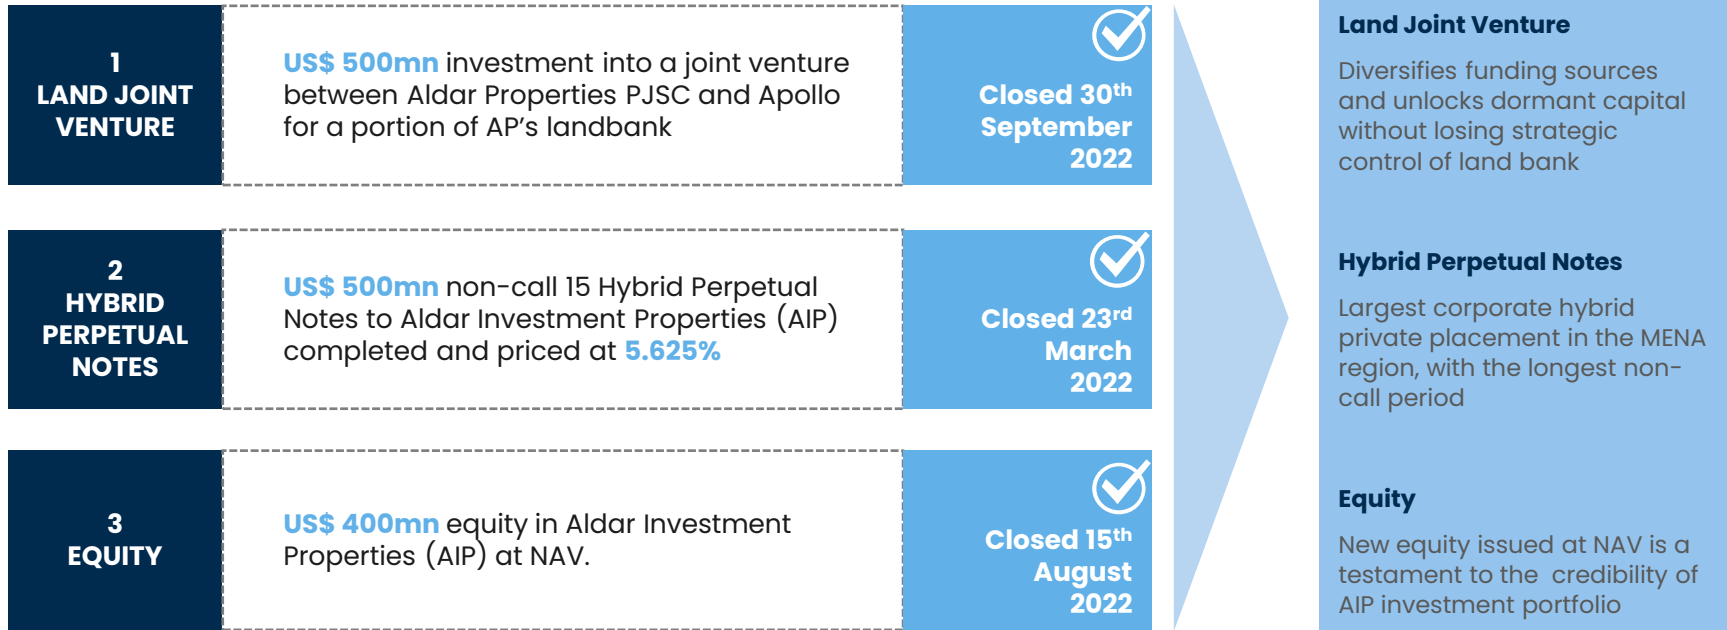 1
LAND JOINT
VENTURE
US$ 500mn investment into a joint venture
between Aldar Properties PJSC and Apollo
for a portion of AP’s landbank
Closed 30th
September
2022
2
HYBRID
PERPETUAL
NOTES
US$ 500mn non-call 15 Hybrid Perpetual
Notes to Aldar Investment Properties (AIP)
completed and priced at 5.625%
Closed 23rd
March
2022
3
EQUITY
US$ 400mn equity in Aldar Investment
Properties (AIP) at NAV.
Closed 15th
August
2022
Land Joint Venture
Diversifies funding sources
and unlocks dormant capital
without losing strategic
control of land bank
Hybrid Perpetual Notes
Largest corporate hybrid
private placement in the MENA
region, with the longest non-
call period
Equity
New equity issued at NAV is a
testament to the  credibility of
AIP investment portfolio